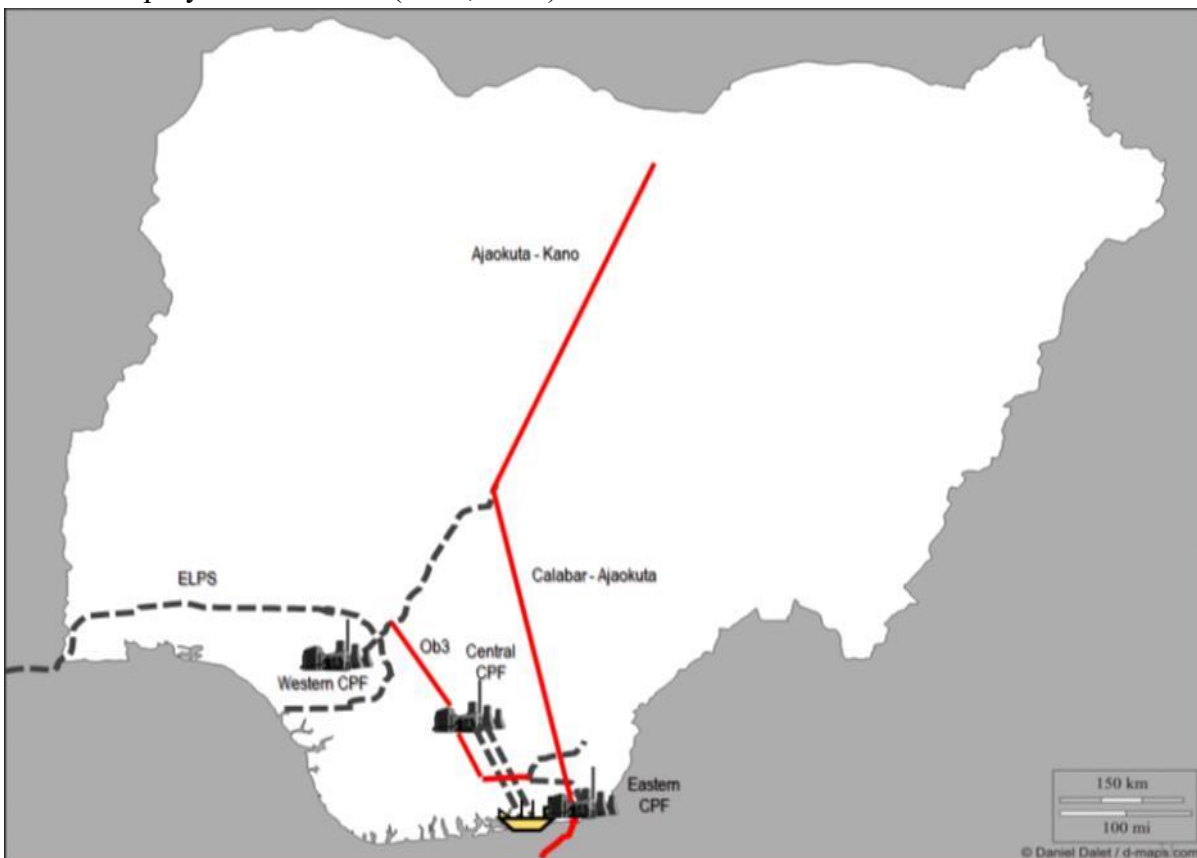 Ajaokuta - Kano
Calabar - Ajaokuta
ELPS
Ob3
Central
CPF
Western CPF
Eastern
CPF
150 km
100 mi
© Daniel Dalet / d-maps.com